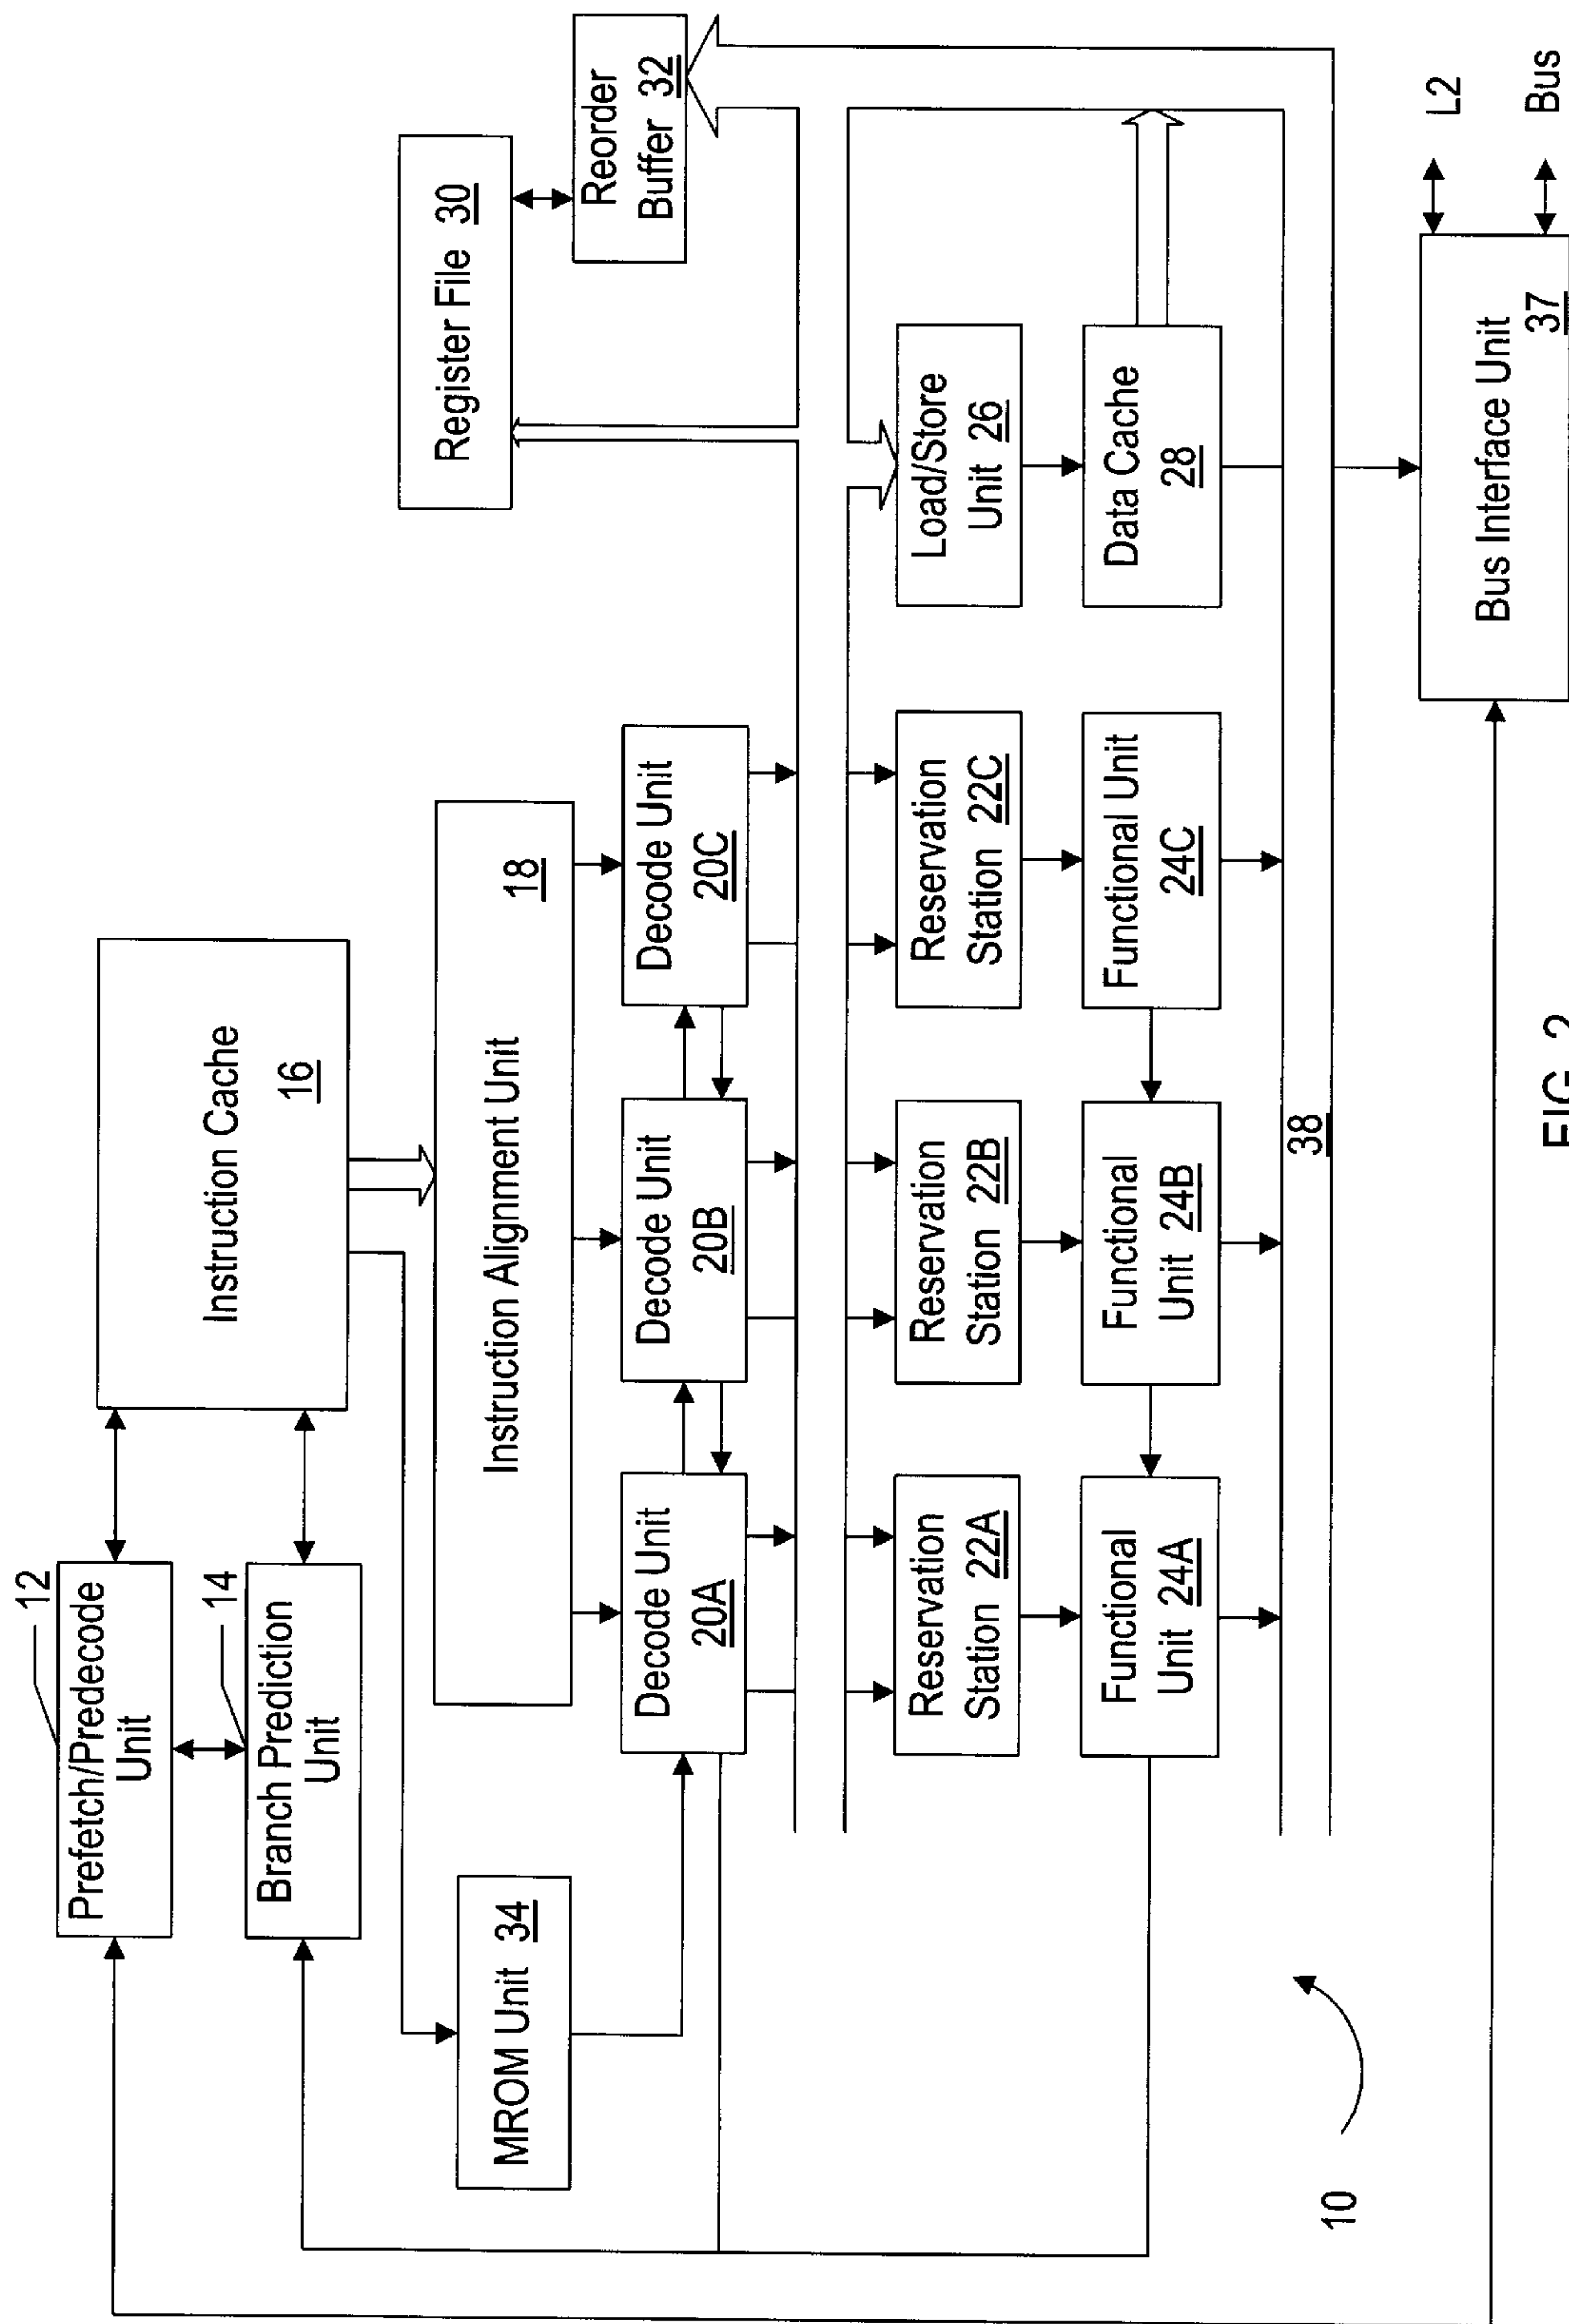 12
Prefetch/Predecode
Unit
14
Branch Prediction
Unit
Instruction Cache
16
Register File 30
Reorder
Buffer 32
MROM Unit 34
Instruction Alignment Unit
18
Decode Unit
20A
Decode Unit
20B
Decode Unit
20C
Reservation
Station 22A
Reservation
Station 22B
Reservation
Station 22C
Load/Store
Unit 26
Functional
Unit 24A
Functional
Unit 24B
Functional Unit
24C
Data Cache
28
38
10
Bus Interface Unit
37
L2
Bus
FIG. 2